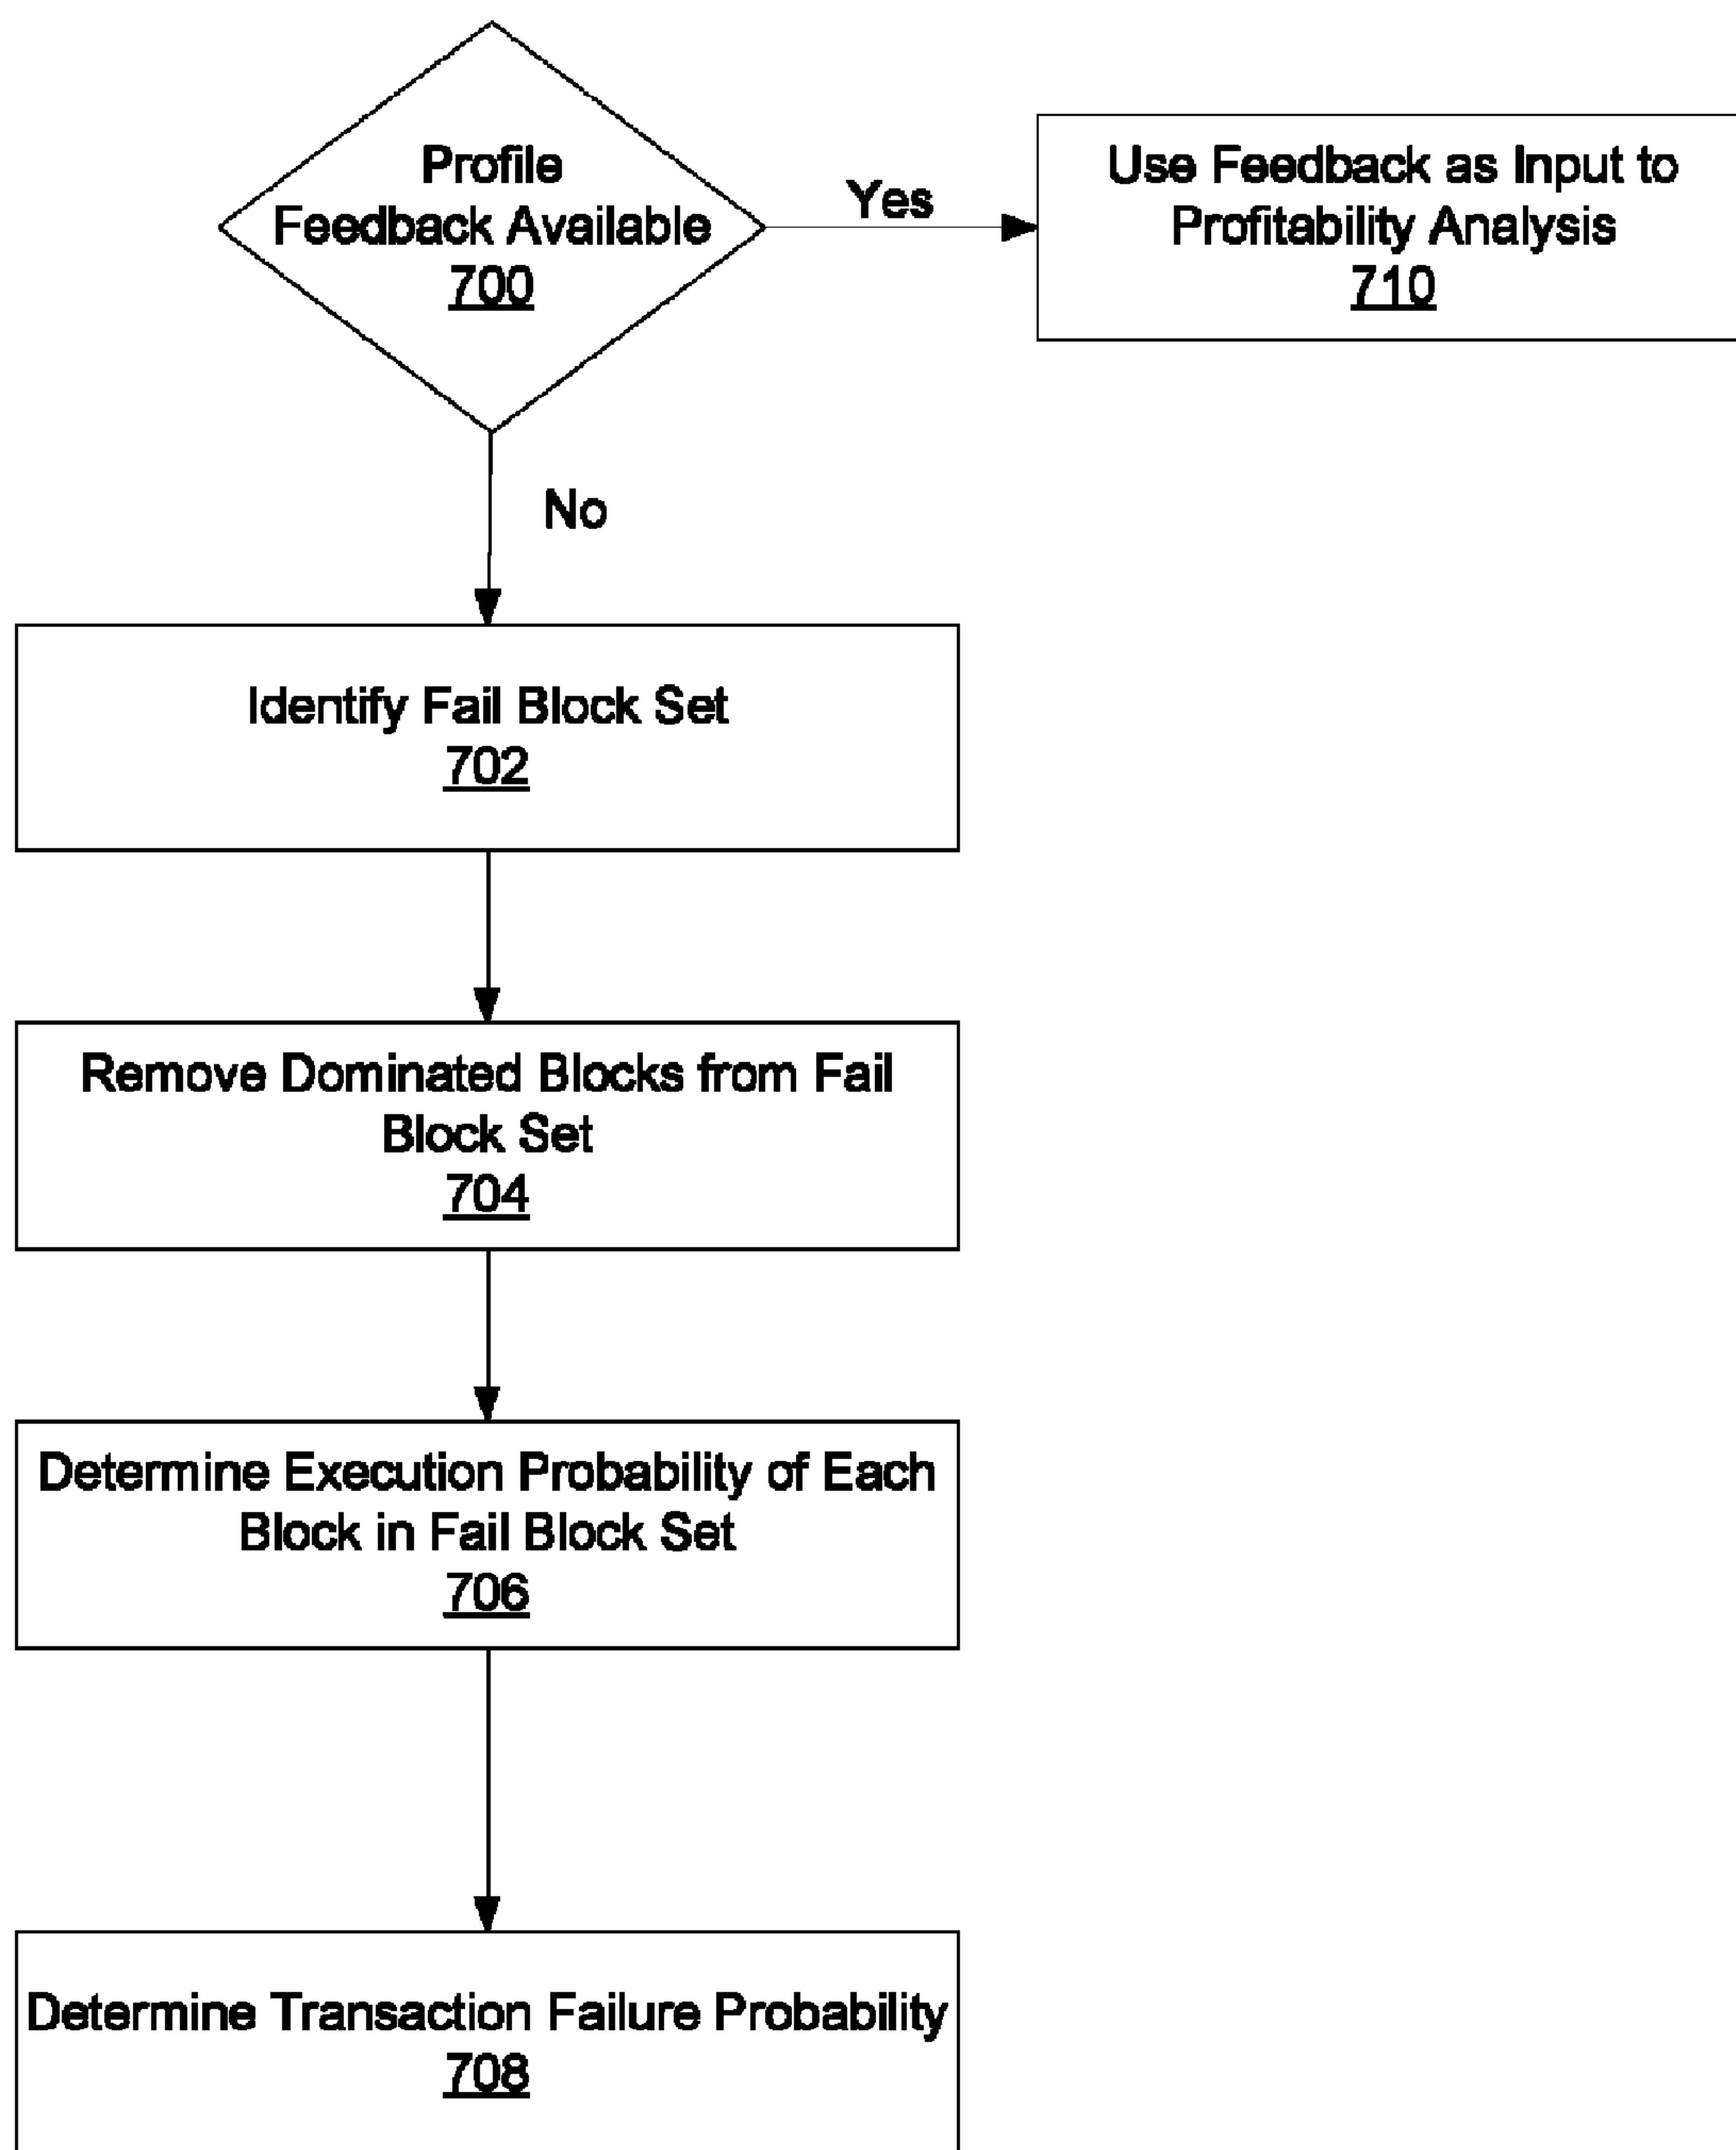 Profile
Feedback Available
700
Yes
Use Feedback as Input to
Profitability Analysis
710
No
Identify Fail Block Set
702
Remove Dominated Blocks from Fail
Block Set
704
Determine Execution Probability of Each
Block in Fail Block Set
706
Determine Transaction Failure Probability
708